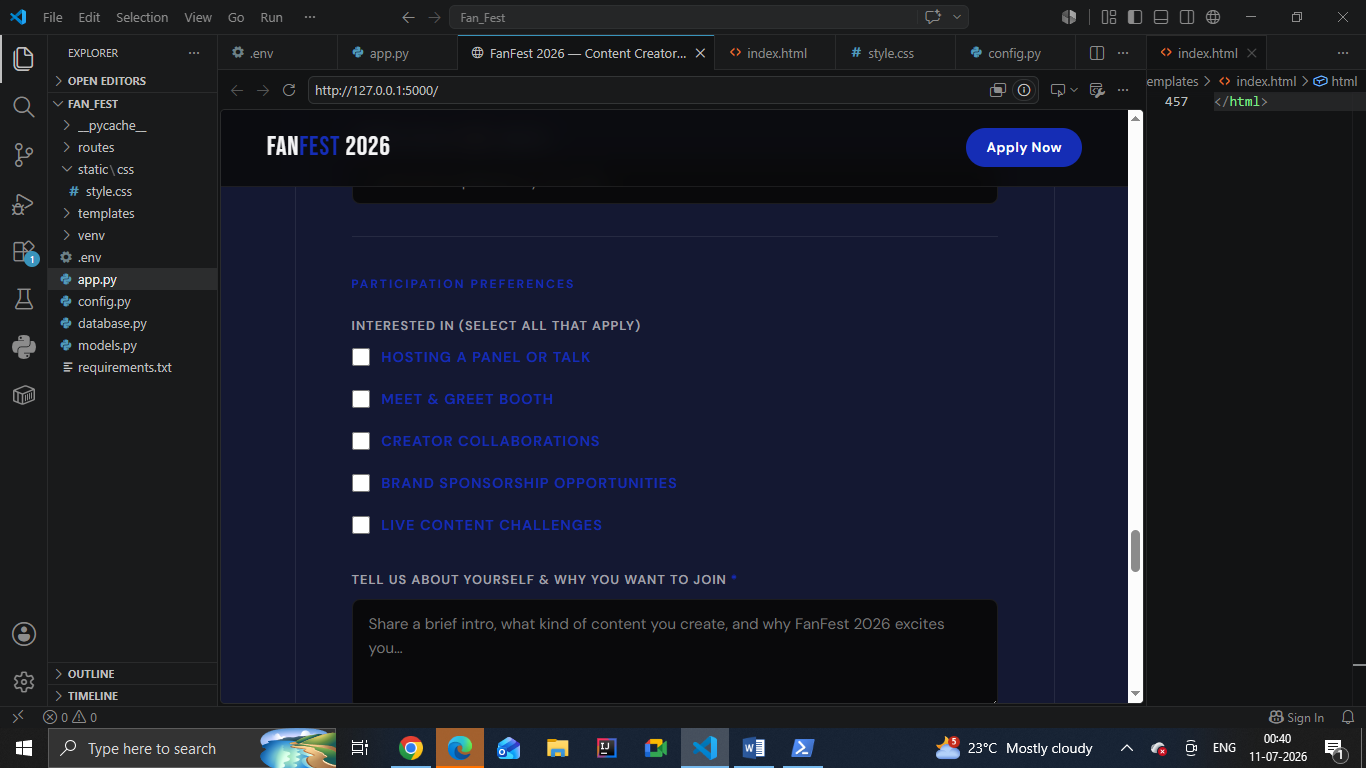 File Edit Selection View Go Run ···
Fan_Fest
EXPLORER ···
OPEN EDITORS
FAN_FEST
__pycache__
routes
static\css
# style.css
templates
venv
.env
app.py
config.py
database.py
models.py
requirements.txt
OUTLINE
TIMELINE
1
.env
app.py
FanFest 2026 — Content Creator...
index.html
# style.css
config.py
···
http://127.0.0.1:5000/
···
FANFEST 2026
Apply Now
PARTICIPATION PREFERENCES
INTERESTED IN (SELECT ALL THAT APPLY)
HOSTING A PANEL OR TALK
MEET & GREET BOOTH
CREATOR COLLABORATIONS
BRAND SPONSORSHIP OPPORTUNITIES
LIVE CONTENT CHALLENGES
TELL US ABOUT YOURSELF & WHY YOU WANT TO JOIN *
Share a brief intro, what kind of content you create, and why FanFest 2026 excites
you...
index.html
···
emplates > index.html > html
457 </html>
0 0
Sign In
Type here to search
5
23°C Mostly cloudy
ENG
00:40
11-07-2026
1